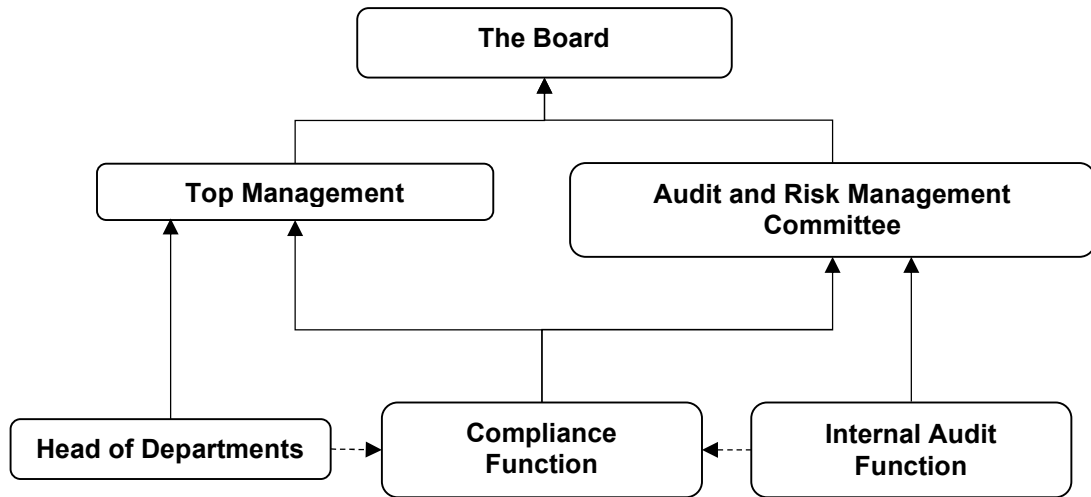 The Board
Top Management
Audit and Risk Management
Committee
Head of Departments
Compliance
Function
Internal Audit
Function